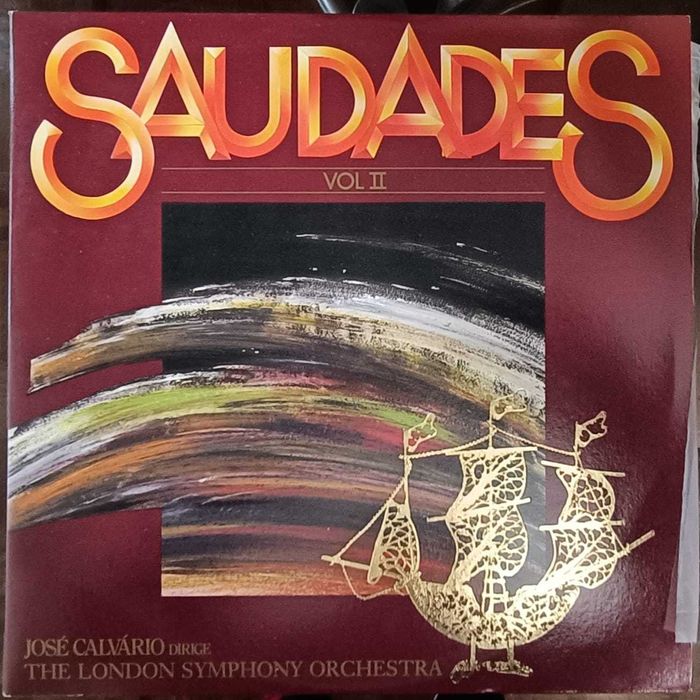 SAUDADES
VOL II
JOSÉ CALVÁRIO DIRIGE
THE LONDON SYMPHONY ORCHESTRA